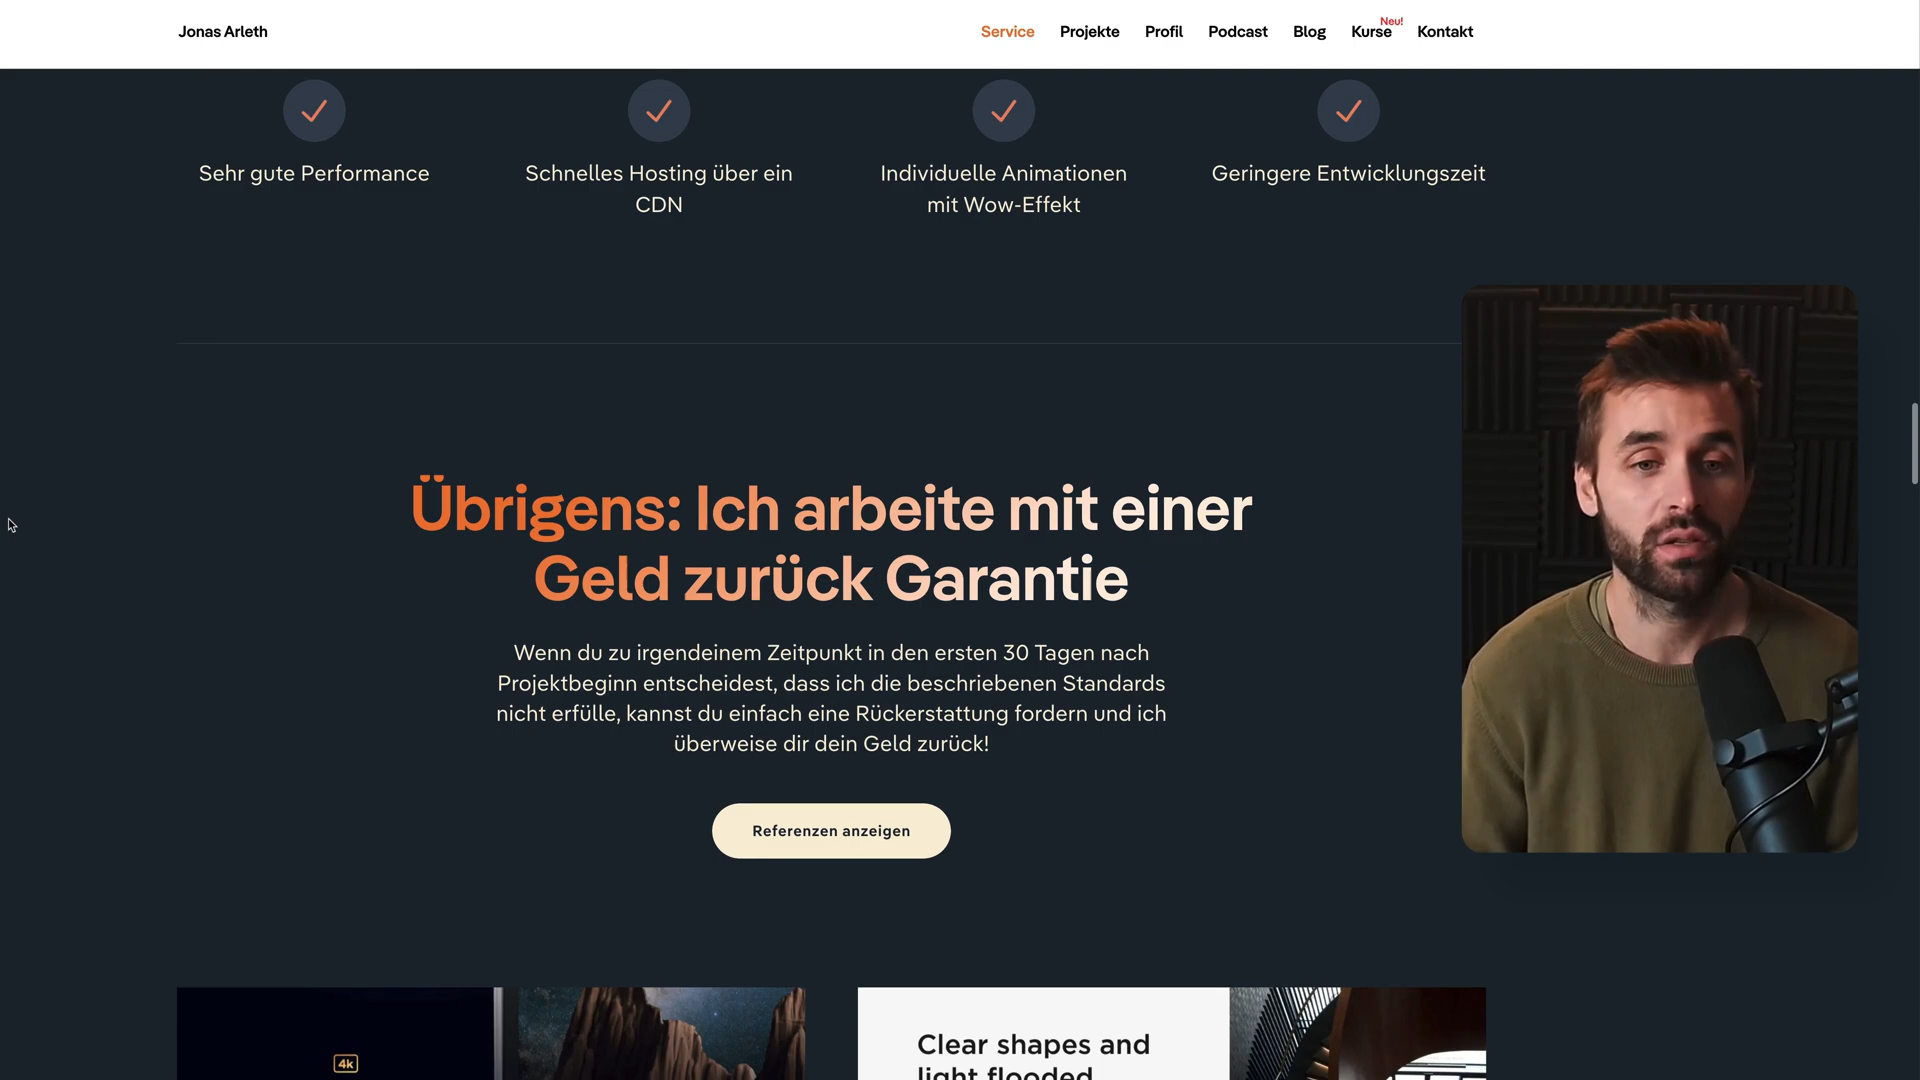 Jonas Arleth
Service Projekte Profil Podcast Blog Kurse Neu! Kontakt
Sehr gute Performance
Schnelles Hosting über ein
CDN
Individuelle Animationen
mit Wow-Effekt
Geringere Entwicklungszeit
Übrigens: Ich arbeite mit einer
Geld zurück Garantie
Wenn du zu irgendeinem Zeitpunkt in den ersten 30 Tagen nach
Projektbeginn entscheidest, dass ich die beschriebenen Standards
nicht erfülle, kannst du einfach eine Rückerstattung fordern und ich
überweise dir dein Geld zurück!
Referenzen anzeigen
4k
Clear shapes and
light flooded